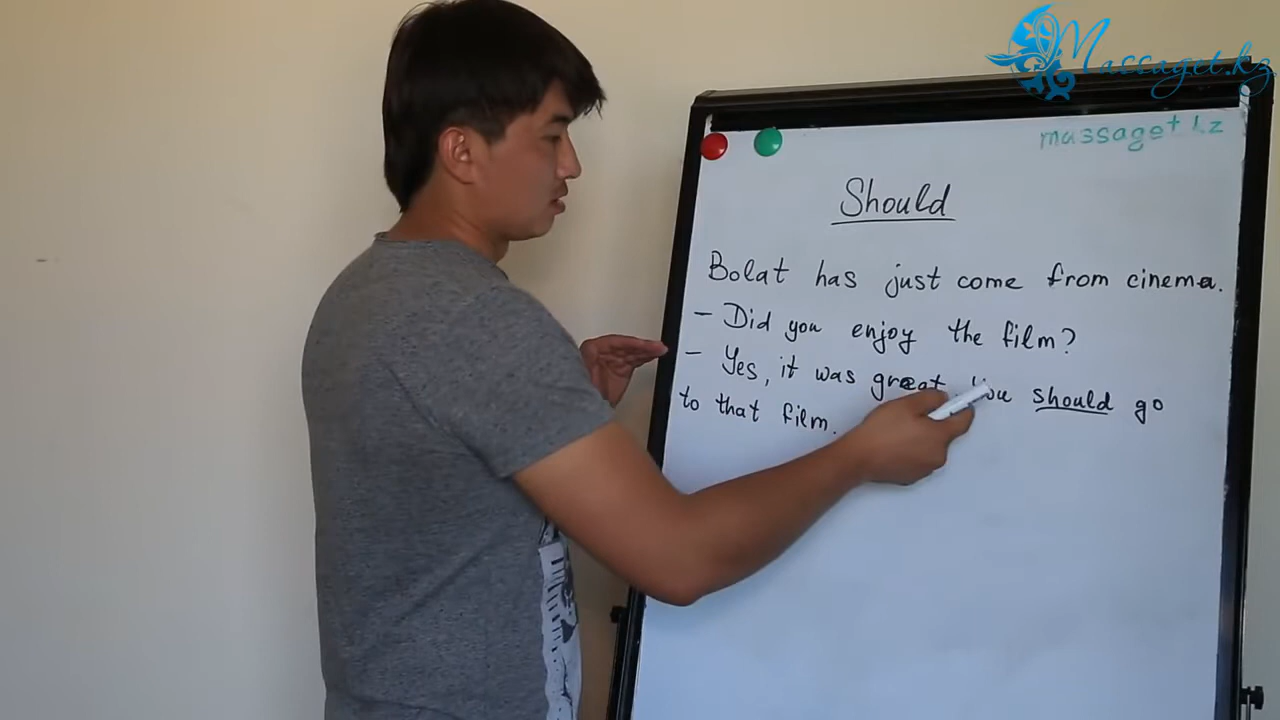 Massaget.kz
massaget kz
Should
Bolat has just come from cinema.
- Did you enjoy the film?
- Yes, it was great You should go
to that film.